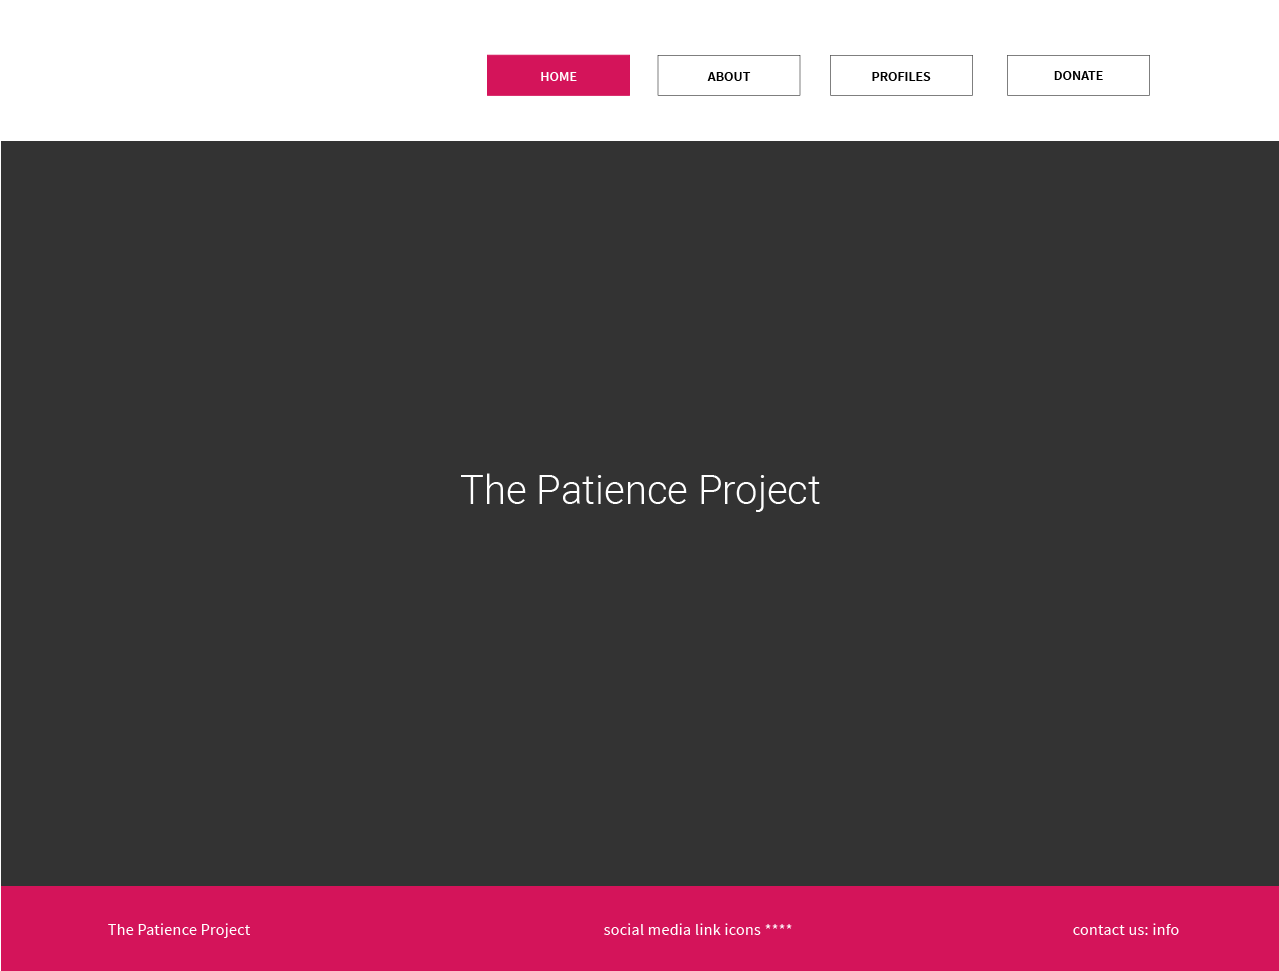 HOME ABOUT PROFILES DONATE
The Patience Project
The Patience Project social media link icons **** contact us: info